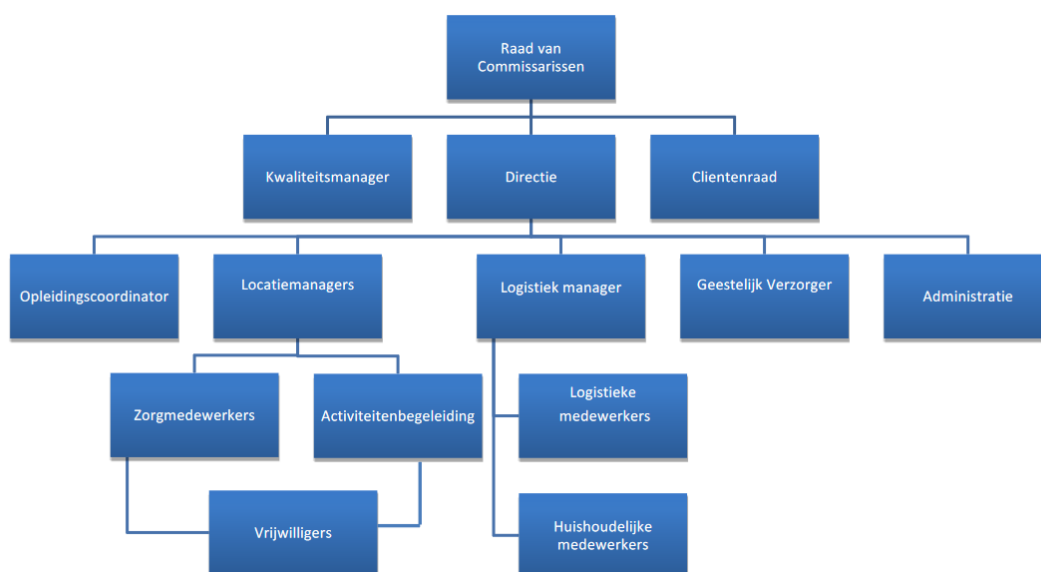 Raad van
Commissarissen
Kwaliteitsmanager
Directie
Clientenraad
Opleidingscoordinator
Locatiemanagers
Logistiek manager
Geestelijk Verzorger
Administratie
Zorgmedewerkers
Activiteitenbegeleiding
Logistieke
medewerkers
Vrijwilligers
Huishoudelijke
medewerkers